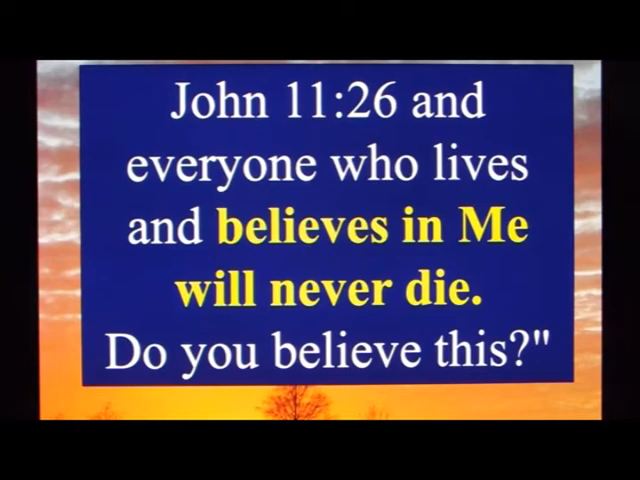 John 11:26 and
everyone who lives
and believes in Me
will never die.
Do you believe this?"